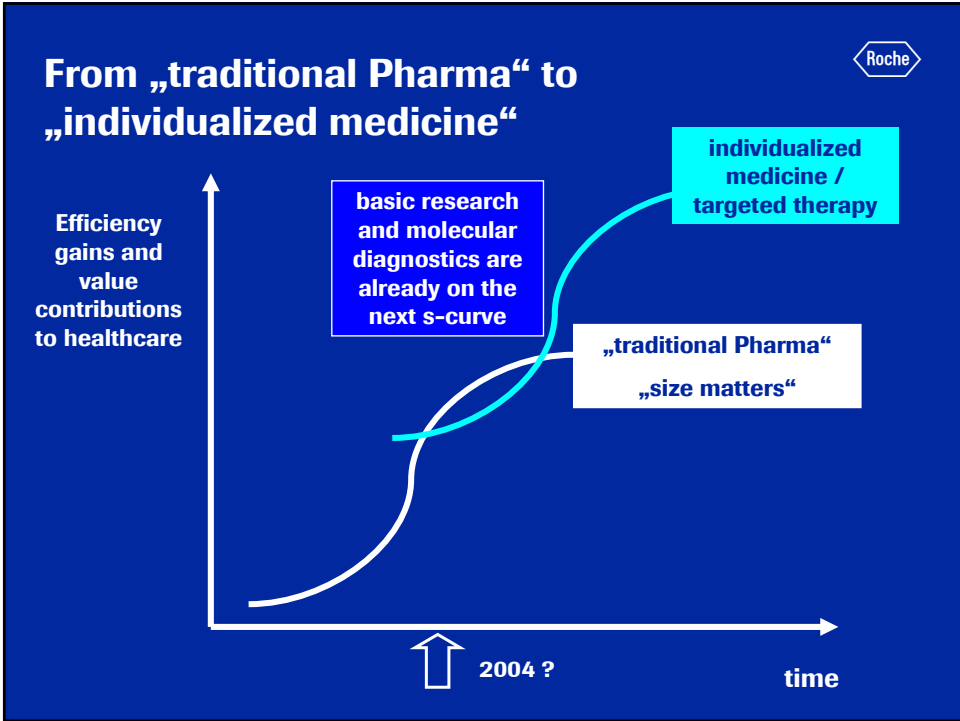 From „traditional Pharma“ to
„individualized medicine“
Roche
Efficiency
gains and
value
contributions
to healthcare
basic research
and molecular
diagnostics are
already on the
next s-curve
individualized
medicine /
targeted therapy
„traditional Pharma“
„size matters“
2004 ?
time